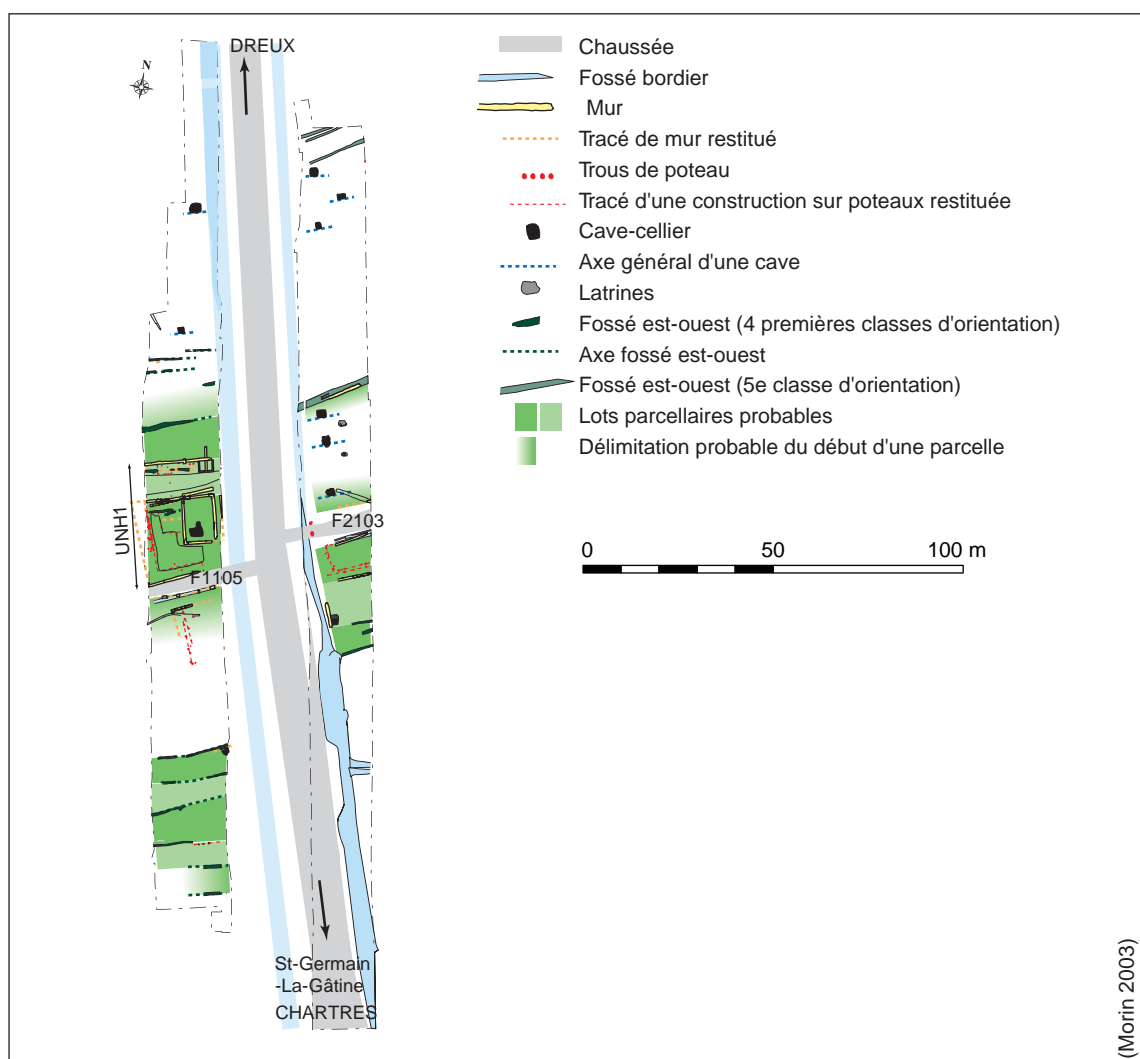 DREUX
N
Chaussée
Fossé bordier
Mur
Tracé de mur restitué
Trous de poteau
Tracé d'une construction sur poteaux restituée
Cave-cellier
Axe général d'une cave
Latrines
Fossé est-ouest (4 premières classes d'orientation)
Axe fossé est-ouest
Fossé est-ouest (5e classe d'orientation)
Lots parcellaires probables
Délimitation probable du début d'une parcelle
UNH1
F2103
F1105
0 50 100 m
St-Germain
-La-Gâtine
CHARTRES
(Morin 2003)